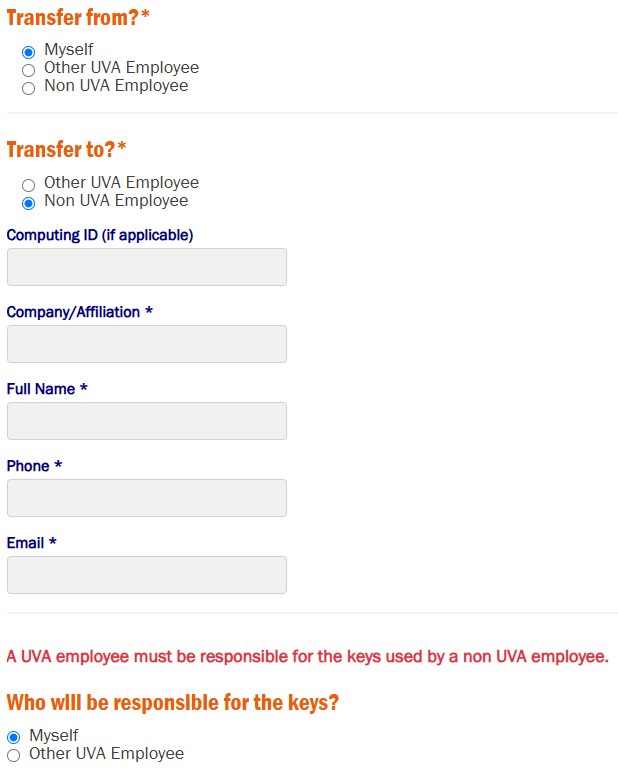 Transfer from?*
Myself
Other UVA Employee
Non UVA Employee
Transfer to?*
Other UVA Employee
Non UVA Employee
Computing ID (if applicable)
Company/Affiliation *
Full Name *
Phone *
Email *
A UVA employee must be responsible for the keys used by a non UVA employee.
Who will be responsible for the keys?
Myself
Other UVA Employee